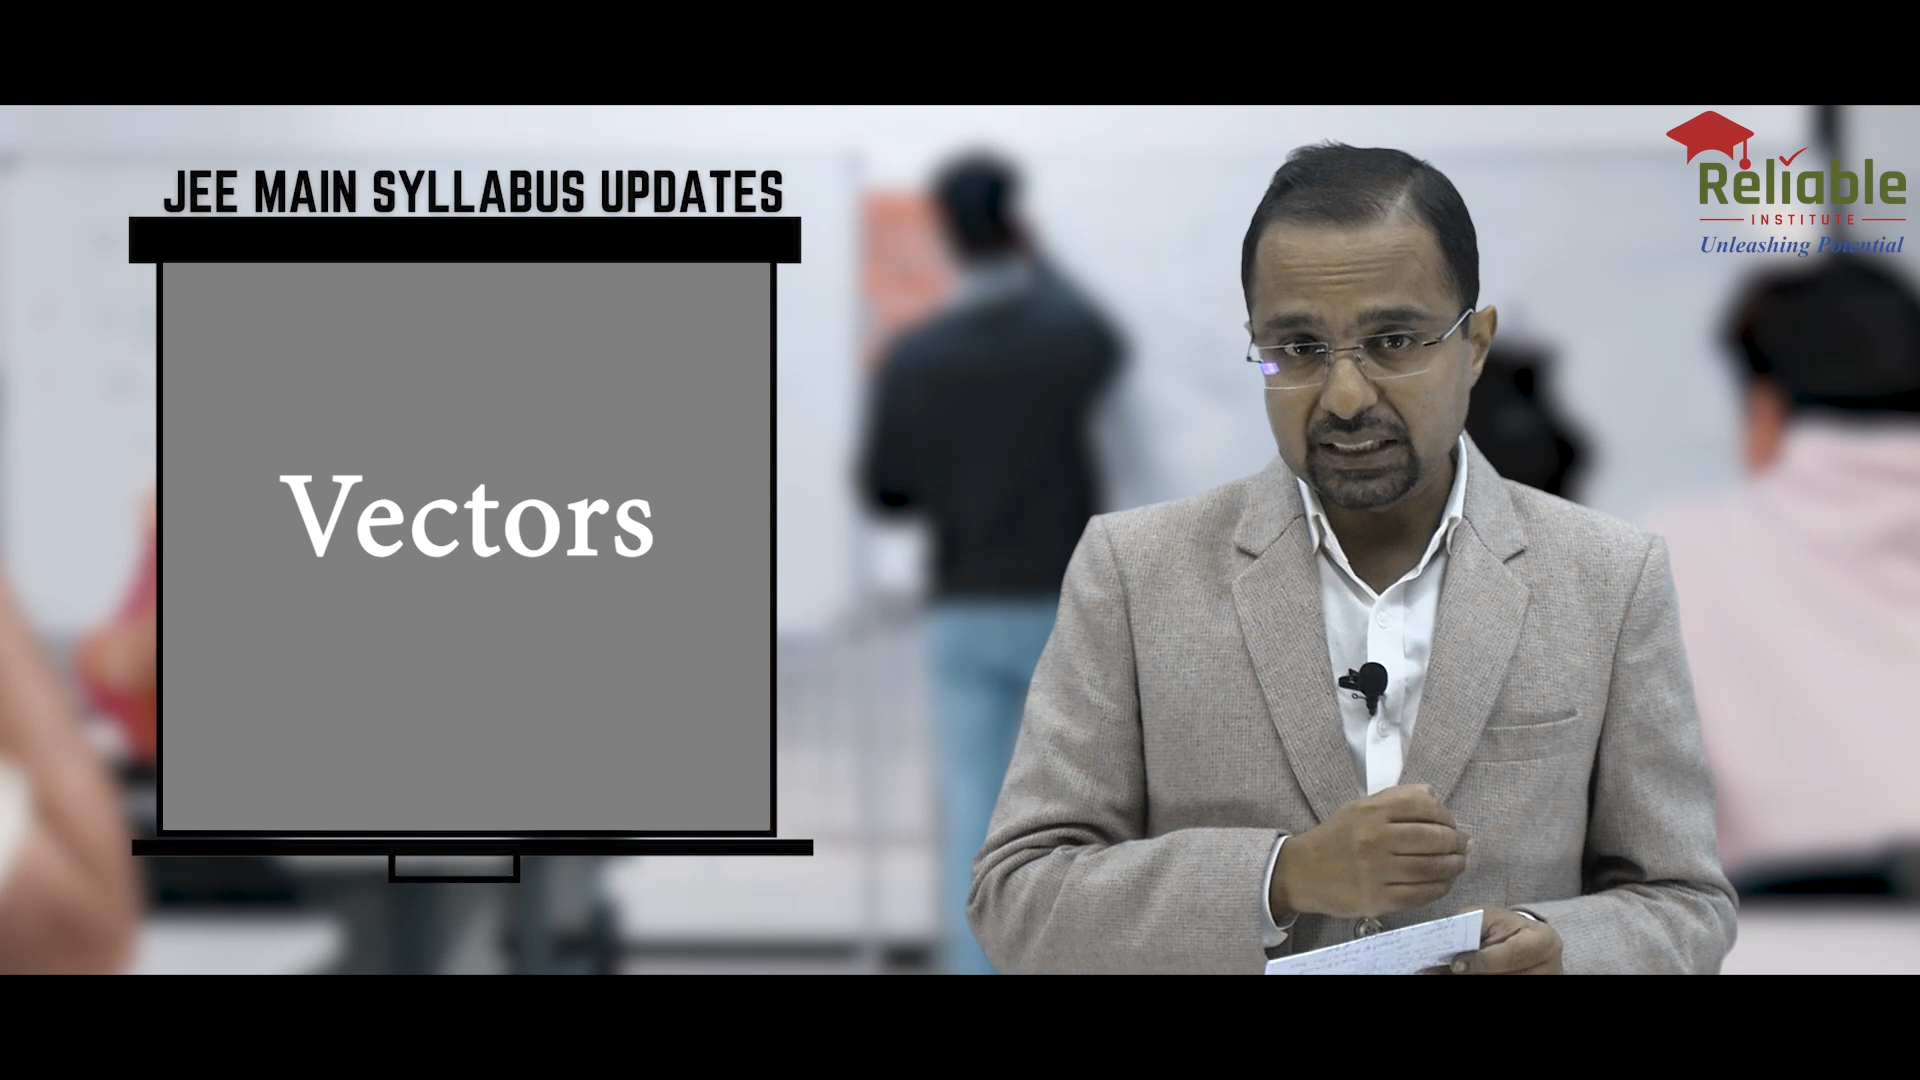 JEE MAIN SYLLABUS UPDATES
Vectors
Reliable
INSTITUTE
Unleashing Potential